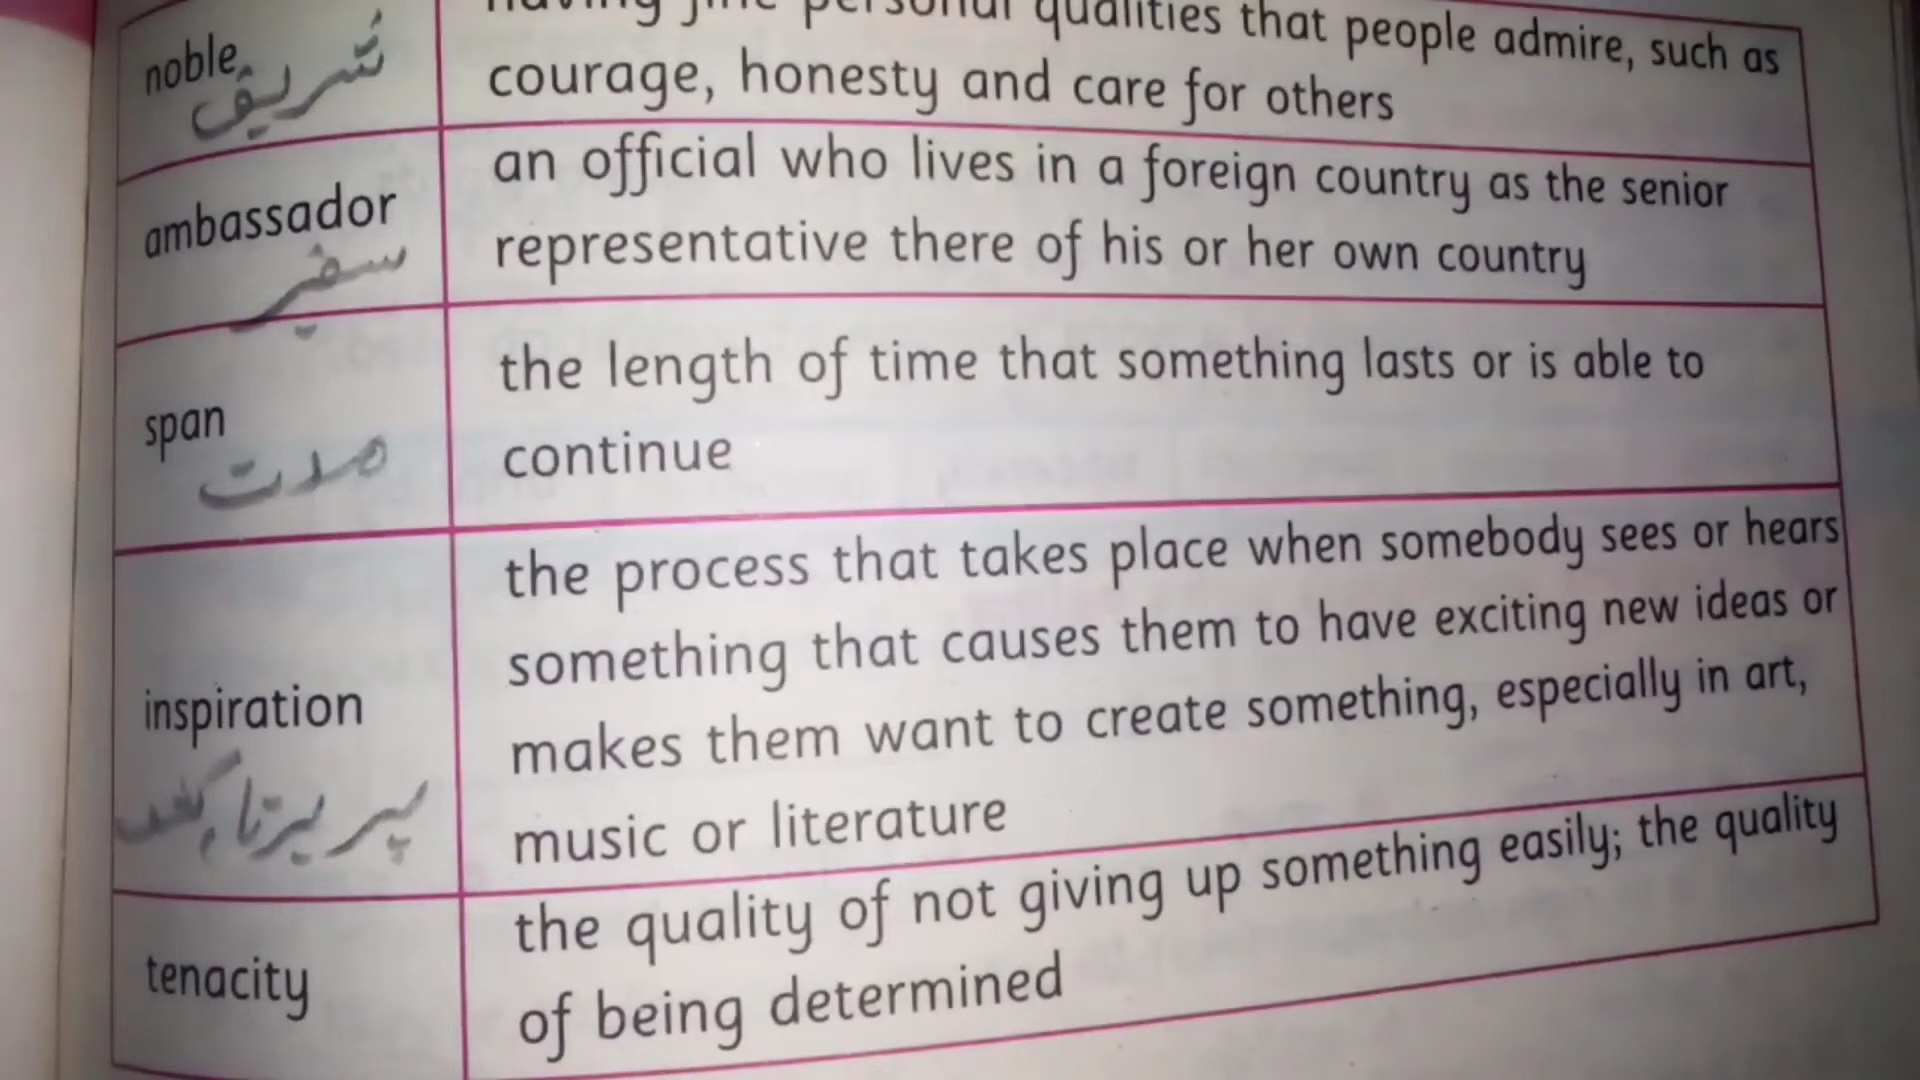 having fine personal qualities that people admire, such as
noble
شریف
courage, honesty and care for others
ambassador
سفیر
an official who lives in a foreign country as the senior
representative there of his or her own country
span
مدت
the length of time that something lasts or is able to
continue
inspiration
the process that takes place when somebody sees or hears
something that causes them to have exciting new ideas or
makes them want to create something, especially in art,
music or literature
tenacity
the quality of not giving up something easily; the quality
of being determined